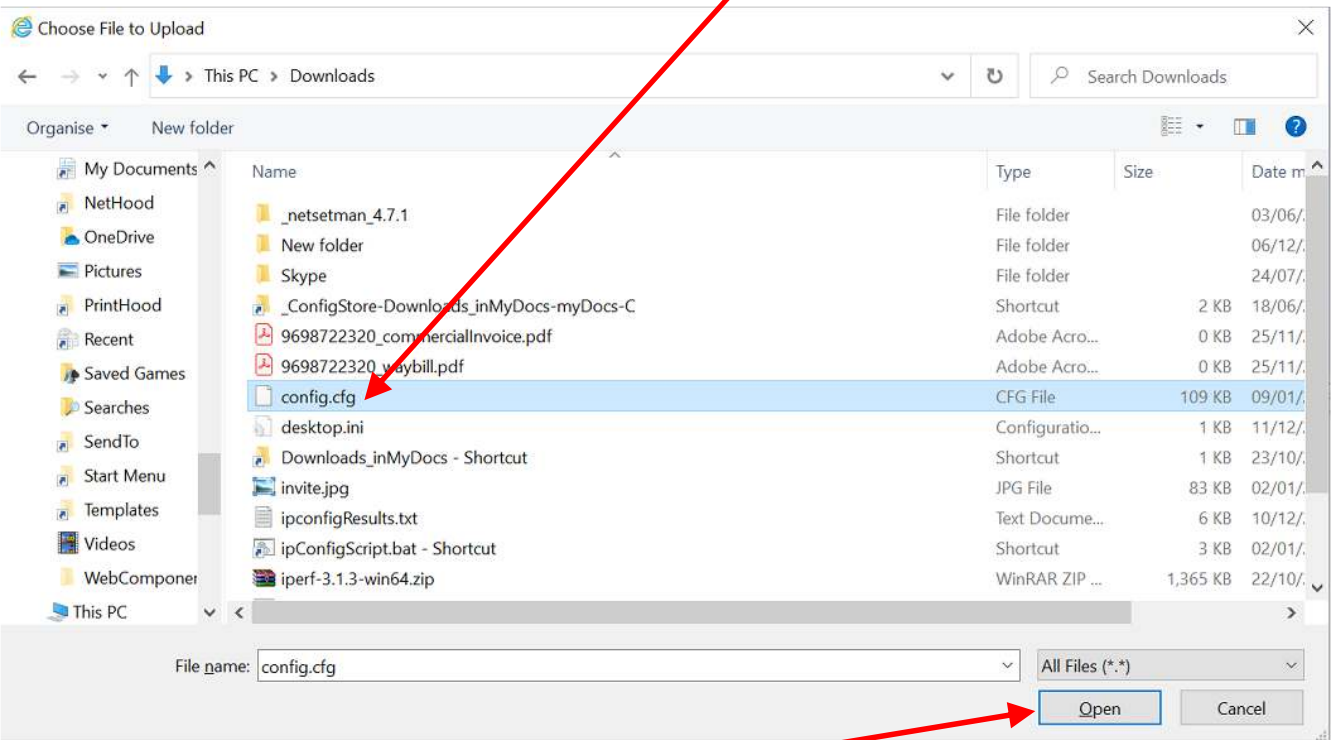 Choose File to Upload
This PC > Downloads
Search Downloads
Organise New folder
My Documents
NetHood
OneDrive
Pictures
PrintHood
Recent
Saved Games
Searches
SendTo
Start Menu
Templates
Videos
WebComponer
This PC
Name Type Size Date m
_netsetman_4.7.1 File folder 03/06/
New folder File folder 06/12/
Skype File folder 24/07/
_ConfigStore-Downloads_inMyDocs-myDocs-C Shortcut 2 KB 18/06/
9698722320_commercialInvoice.pdf Adobe Acro... 0 KB 25/11/
9698722320_waybill.pdf Adobe Acro... 0 KB 25/11/
config.cfg CFG File 109 KB 09/01/
desktop.ini Configuratio... 1 KB 11/12/
Downloads_inMyDocs - Shortcut Shortcut 1 KB 23/10/
invite.jpg JPG File 83 KB 02/01/
ipconfigResults.txt Text Docume... 6 KB 10/12/
ipConfigScript.bat - Shortcut Shortcut 3 KB 02/01/
iperf-3.1.3-win64.zip WinRAR ZIP ... 1,365 KB 22/10/
File name: config.cfg All Files (*.*)
Open Cancel